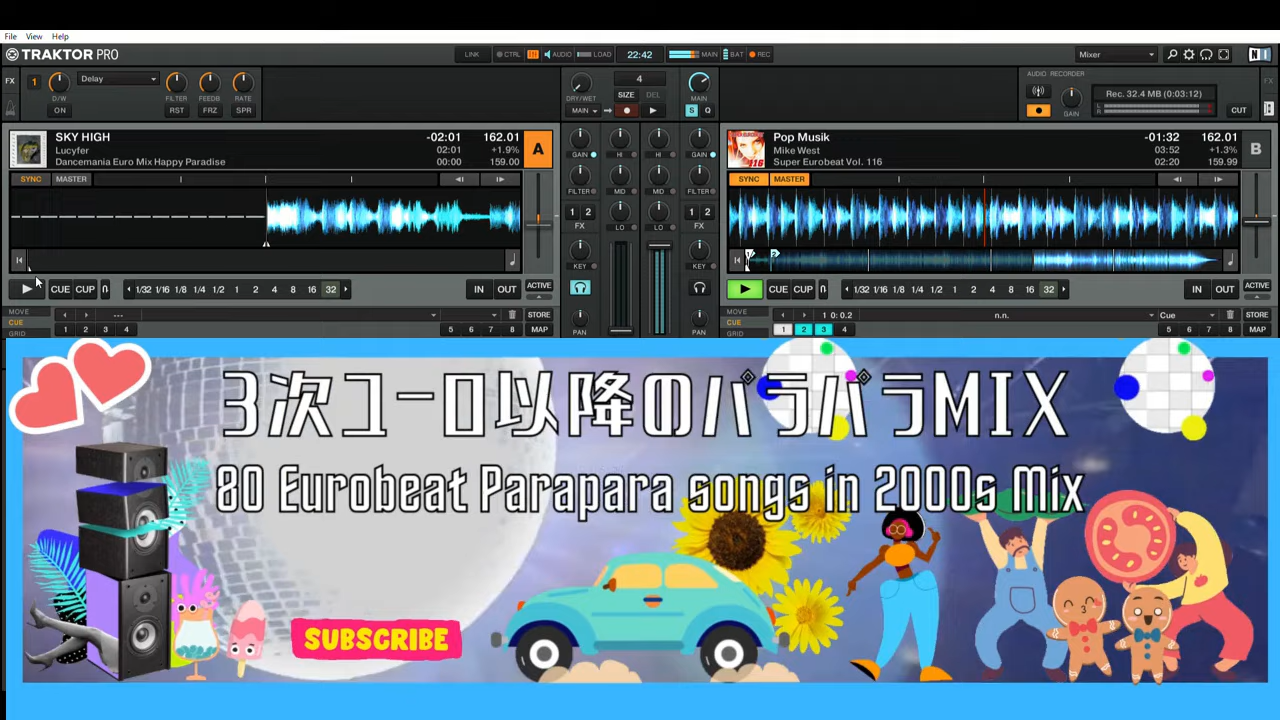 File View Help
TRAKTOR PRO
LINK CTRL AUDIO LOAD 22:42 MAIN BAT REC
Mixer
FX 1 D/W ON Delay FILTER RST FEEDB FRZ RATE SPR
DRY/WET MAIN 4 SIZE DEL MAIN S Q
AUDIO RECORDER
GAIN Rec. 32.4 MB (0:03:12) L R CUT
SKY HIGH -02:01 162.01
Lucyfer 02:01 +1.9%
Dancemania Euro Mix Happy Paradise 00:00 159.00
A
SYNC MASTER
CUE CUP 1/32 1/16 1/8 1/4 1/2 1 2 4 8 16 32 IN OUT ACTIVE
MOVE CUE GRID --- STORE
1 2 3 4 5 6 7 8 MAP
GAIN HI HI GAIN
FILTER MID MID FILTER
1 2 LO LO 1 2
FX FX
KEY KEY
PAN PAN
Pop Musik -01:32 162.01
Mike West 03:52 +1.3%
Super Eurobeat Vol. 116 02:20 159.99
B
SYNC MASTER
CUE CUP 1/32 1/16 1/8 1/4 1/2 1 2 4 8 16 32 IN OUT ACTIVE
MOVE CUE GRID 1 0: 0.2 n.n. Cue STORE
1 2 3 4 5 6 7 8 MAP
3次ユーロ以降のパラパラMIX
80 Eurobeat Parapara songs in 2000s Mix
SUBSCRIBE